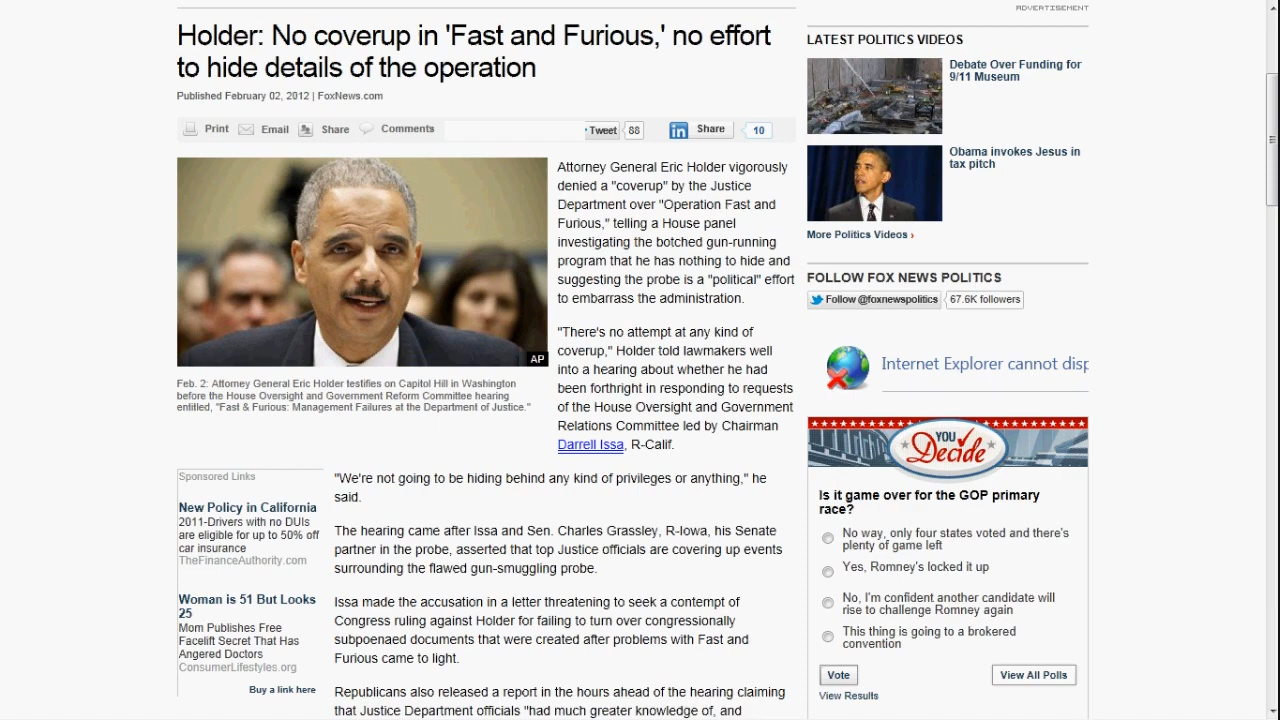 ADVERTISEMENT
Holder: No coverup in 'Fast and Furious,' no effort
to hide details of the operation
Published February 02, 2012 | FoxNews.com
Print Email Share Comments Tweet 88 in Share 10
AP
Feb. 2: Attorney General Eric Holder testifies on Capitol Hill in Washington
before the House Oversight and Government Reform Committee hearing
entitled, "Fast & Furious: Management Failures at the Department of Justice."
Attorney General Eric Holder vigorously
denied a "coverup" by the Justice
Department over "Operation Fast and
Furious," telling a House panel
investigating the botched gun-running
program that he has nothing to hide and
suggesting the probe is a "political" effort
to embarrass the administration.
"There's no attempt at any kind of
coverup," Holder told lawmakers well
into a hearing about whether he had
been forthright in responding to requests
of the House Oversight and Government
Relations Committee led by Chairman
Darrell Issa, R-Calif.
Sponsored Links
New Policy in California
2011-Drivers with no DUIs
are eligible for up to 50% off
car insurance
TheFinanceAuthority.com
Woman is 51 But Looks
25
Mom Publishes Free
Facelift Secret That Has
Angered Doctors
ConsumerLifestyles.org
Buy a link here
"We're not going to be hiding behind any kind of privileges or anything," he
said.
The hearing came after Issa and Sen. Charles Grassley, R-Iowa, his Senate
partner in the probe, asserted that top Justice officials are covering up events
surrounding the flawed gun-smuggling probe.
Issa made the accusation in a letter threatening to seek a contempt of
Congress ruling against Holder for failing to turn over congressionally
subpoenaed documents that were created after problems with Fast and
Furious came to light.
Republicans also released a report in the hours ahead of the hearing claiming
that Justice Department officials "had much greater knowledge of, and
LATEST POLITICS VIDEOS
Debate Over Funding for
9/11 Museum
Obama invokes Jesus in
tax pitch
More Politics Videos ›
FOLLOW FOX NEWS POLITICS
Follow @foxnewspolitics 67.6K followers
Internet Explorer cannot disp
YOU
Decide
Is it game over for the GOP primary
race?
No way, only four states voted and there's
plenty of game left
Yes, Romney's locked it up
No, I'm confident another candidate will
rise to challenge Romney again
This thing is going to a brokered
convention
Vote View All Polls
View Results